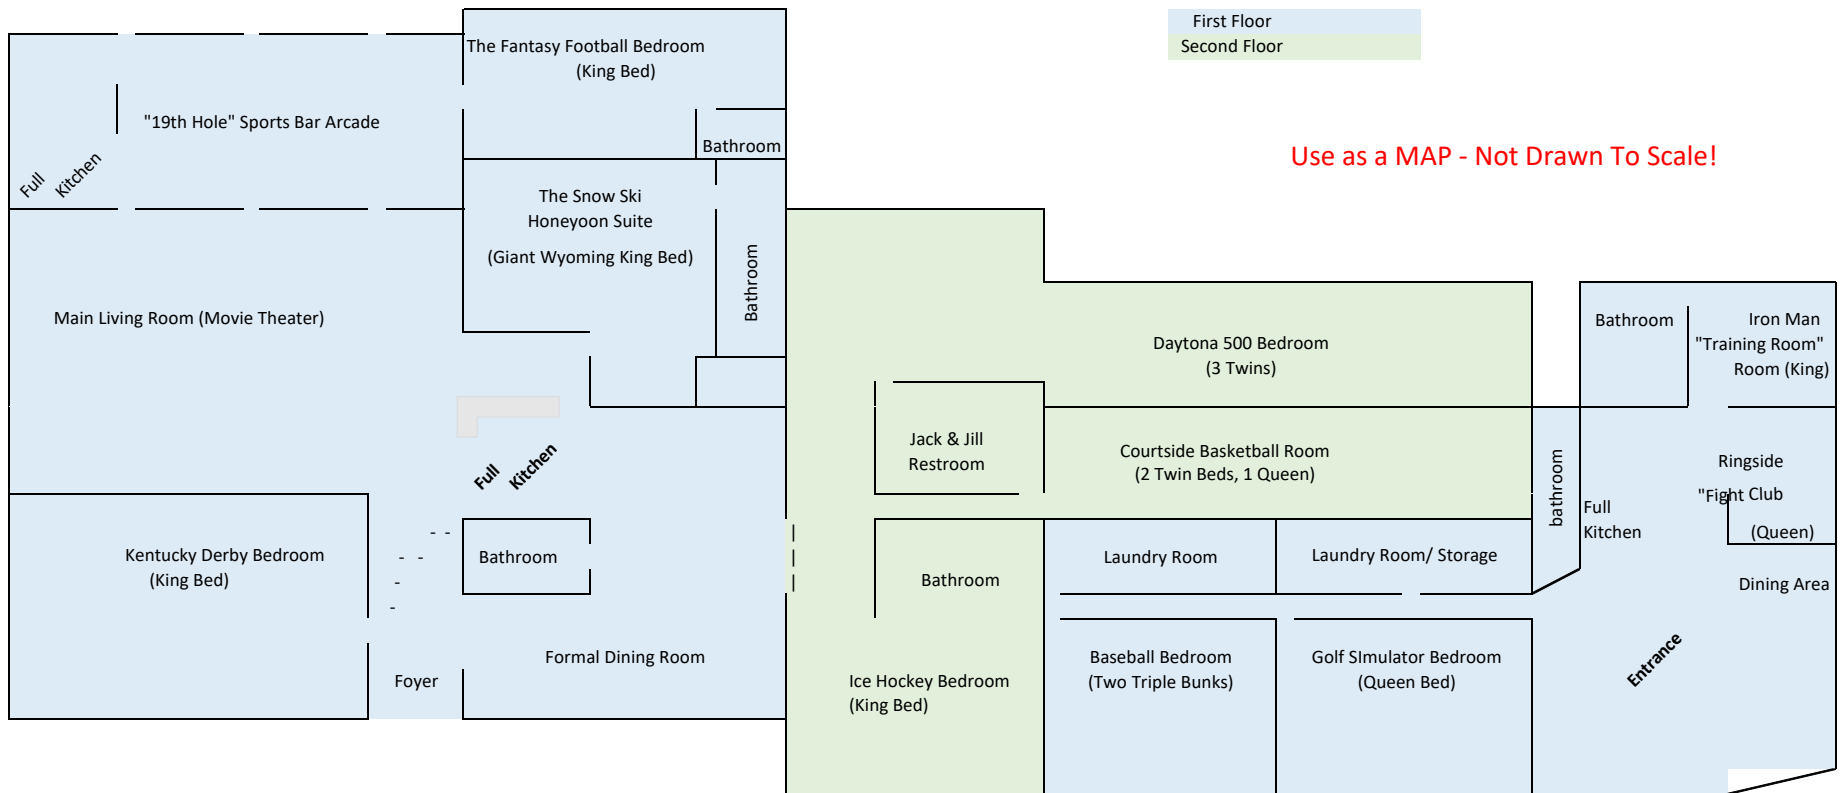 First Floor
Second Floor
Use as a MAP - Not Drawn To Scale!
The Fantasy Football Bedroom
(King Bed)
"19th Hole" Sports Bar Arcade
Bathroom
Full
Kitchen
The Snow Ski
Honeyoon Suite
(Giant Wyoming King Bed)
Bathroom
Main Living Room (Movie Theater)
Full
Kitchen
Kentucky Derby Bedroom
(King Bed)
Bathroom
Foyer
Formal Dining Room
Daytona 500 Bedroom
(3 Twins)
Jack & Jill
Restroom
Courtside Basketball Room
(2 Twin Beds, 1 Queen)
Bathroom
Ice Hockey Bedroom
(King Bed)
Laundry Room
Laundry Room/ Storage
Baseball Bedroom
(Two Triple Bunks)
Golf SImulator Bedroom
(Queen Bed)
bathroom
Bathroom
Iron Man
"Training Room"
Room (King)
Full
Kitchen
Ringside
"Fight Club
(Queen)
Dining Area
Entrance